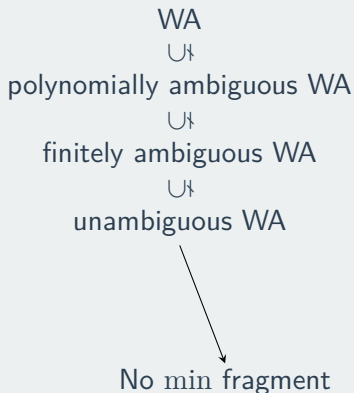 WA
∪∤
polynomially ambiguous WA
∪∤
finitely ambiguous WA
∪∤
unambiguous WA
No min fragment